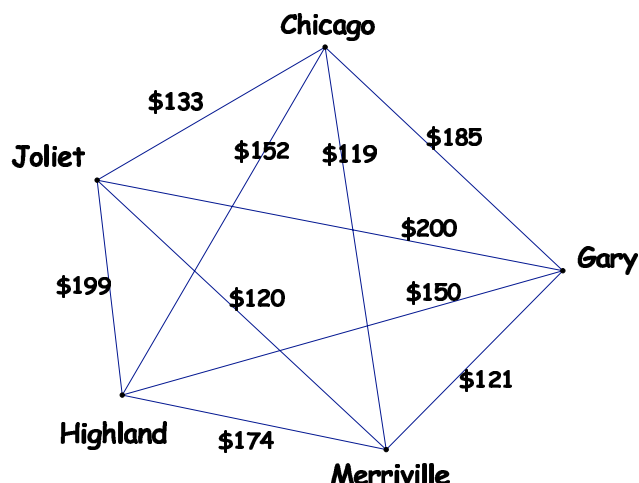 Chicago
$133
$185
$152
$119
Joliet
$200
Gary
$199
$120
$150
$121
Highland
$174
Merriville